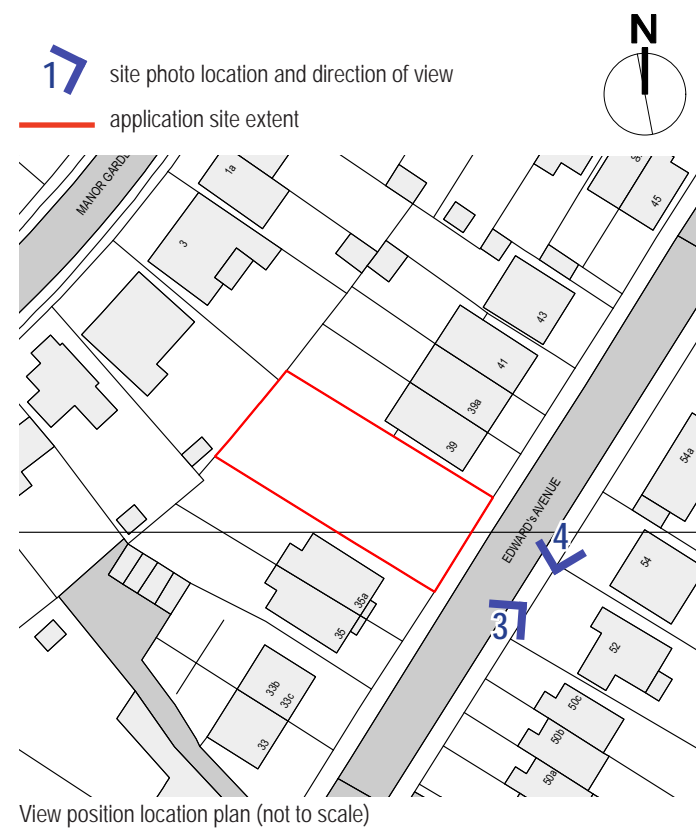 N
1 site photo location and direction of view
application site extent
1a
45
MANOR GARDE
3
43
41
39a
39
54a
EDWARD's AVENUE
4
54
3
35a
35
52
33b
33c
50c
33
50b
50a
View position location plan (not to scale)